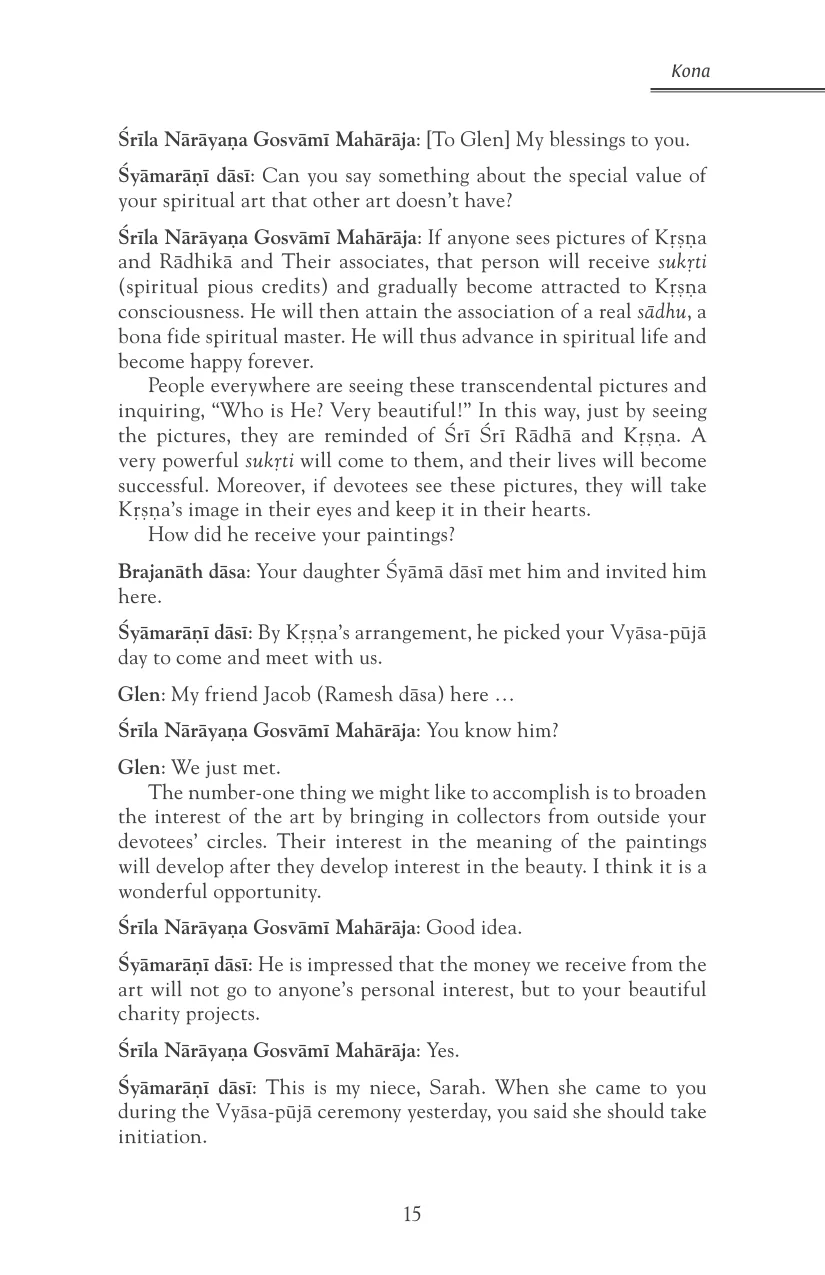 Kona
Śrīla Nārāyaṇa Gosvāmī Mahārāja: [To Glen] My blessings to you.
Śyāmarāṇī dāsī: Can you say something about the special value of
your spiritual art that other art doesn’t have?
Śrīla Nārāyaṇa Gosvāmī Mahārāja: If anyone sees pictures of Kṛṣṇa
and Rādhikā and Their associates, that person will receive sukṛti
(spiritual pious credits) and gradually become attracted to Kṛṣṇa
consciousness. He will then attain the association of a real sādhu, a
bona fide spiritual master. He will thus advance in spiritual life and
become happy forever.
People everywhere are seeing these transcendental pictures and
inquiring, “Who is He? Very beautiful!” In this way, just by seeing
the pictures, they are reminded of Śrī Śrī Rādhā and Kṛṣṇa. A
very powerful sukṛti will come to them, and their lives will become
successful. Moreover, if devotees see these pictures, they will take
Kṛṣṇa’s image in their eyes and keep it in their hearts.
How did he receive your paintings?
Brajanāth dāsa: Your daughter Śyāmā dāsī met him and invited him
here.
Śyāmarāṇī dāsī: By Kṛṣṇa’s arrangement, he picked your Vyāsa-pūjā
day to come and meet with us.
Glen: My friend Jacob (Ramesh dāsa) here …
Śrīla Nārāyaṇa Gosvāmī Mahārāja: You know him?
Glen: We just met.
The number-one thing we might like to accomplish is to broaden
the interest of the art by bringing in collectors from outside your
devotees’ circles. Their interest in the meaning of the paintings
will develop after they develop interest in the beauty. I think it is a
wonderful opportunity.
Śrīla Nārāyaṇa Gosvāmī Mahārāja: Good idea.
Śyāmarāṇī dāsī: He is impressed that the money we receive from the
art will not go to anyone’s personal interest, but to your beautiful
charity projects.
Śrīla Nārāyaṇa Gosvāmī Mahārāja: Yes.
Śyāmarāṇī dāsī: This is my niece, Sarah. When she came to you
during the Vyāsa-pūjā ceremony yesterday, you said she should take
initiation.
15